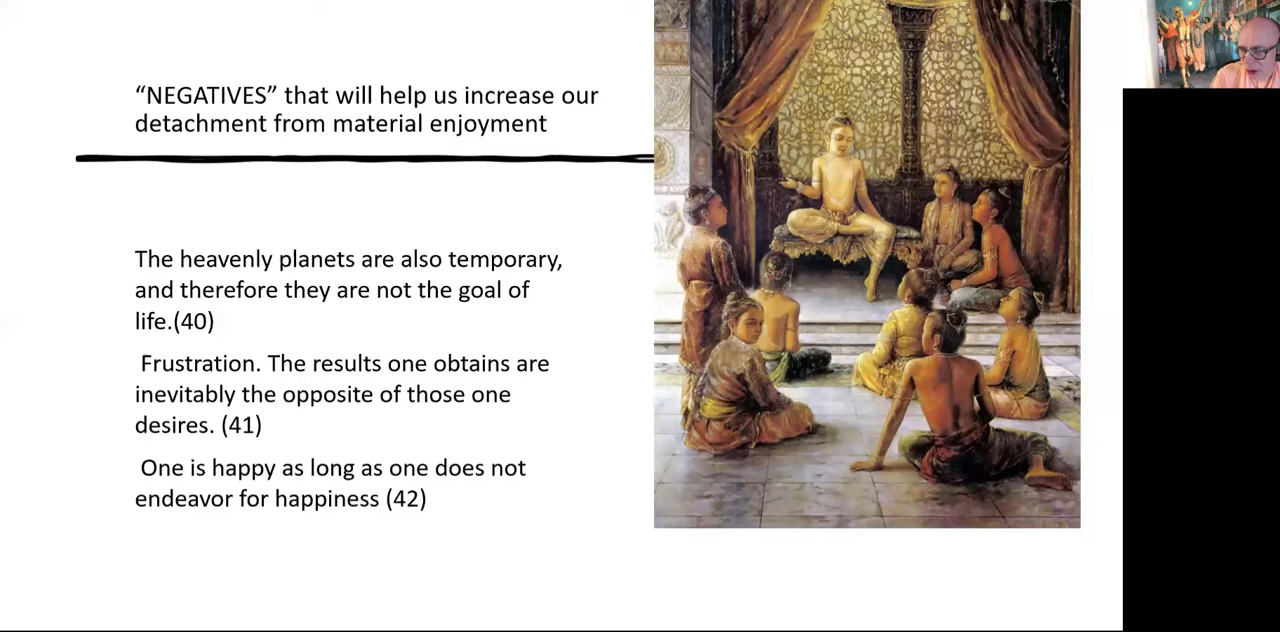 “NEGATIVES” that will help us increase our
detachment from material enjoyment
The heavenly planets are also temporary,
and therefore they are not the goal of
life.(40)
Frustration. The results one obtains are
inevitably the opposite of those one
desires. (41)
One is happy as long as one does not
endeavor for happiness (42)